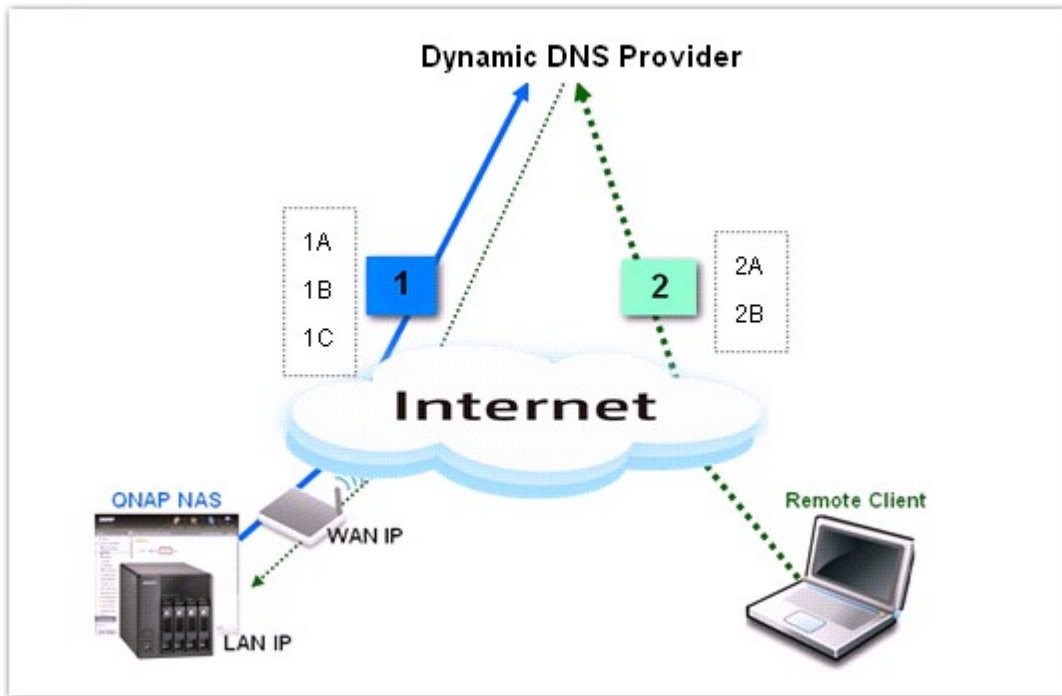 Dynamic DNS Provider
1A
1B
1C
1
2
2A
2B
Internet
QNAP NAS
WAN IP
LAN IP
Remote Client